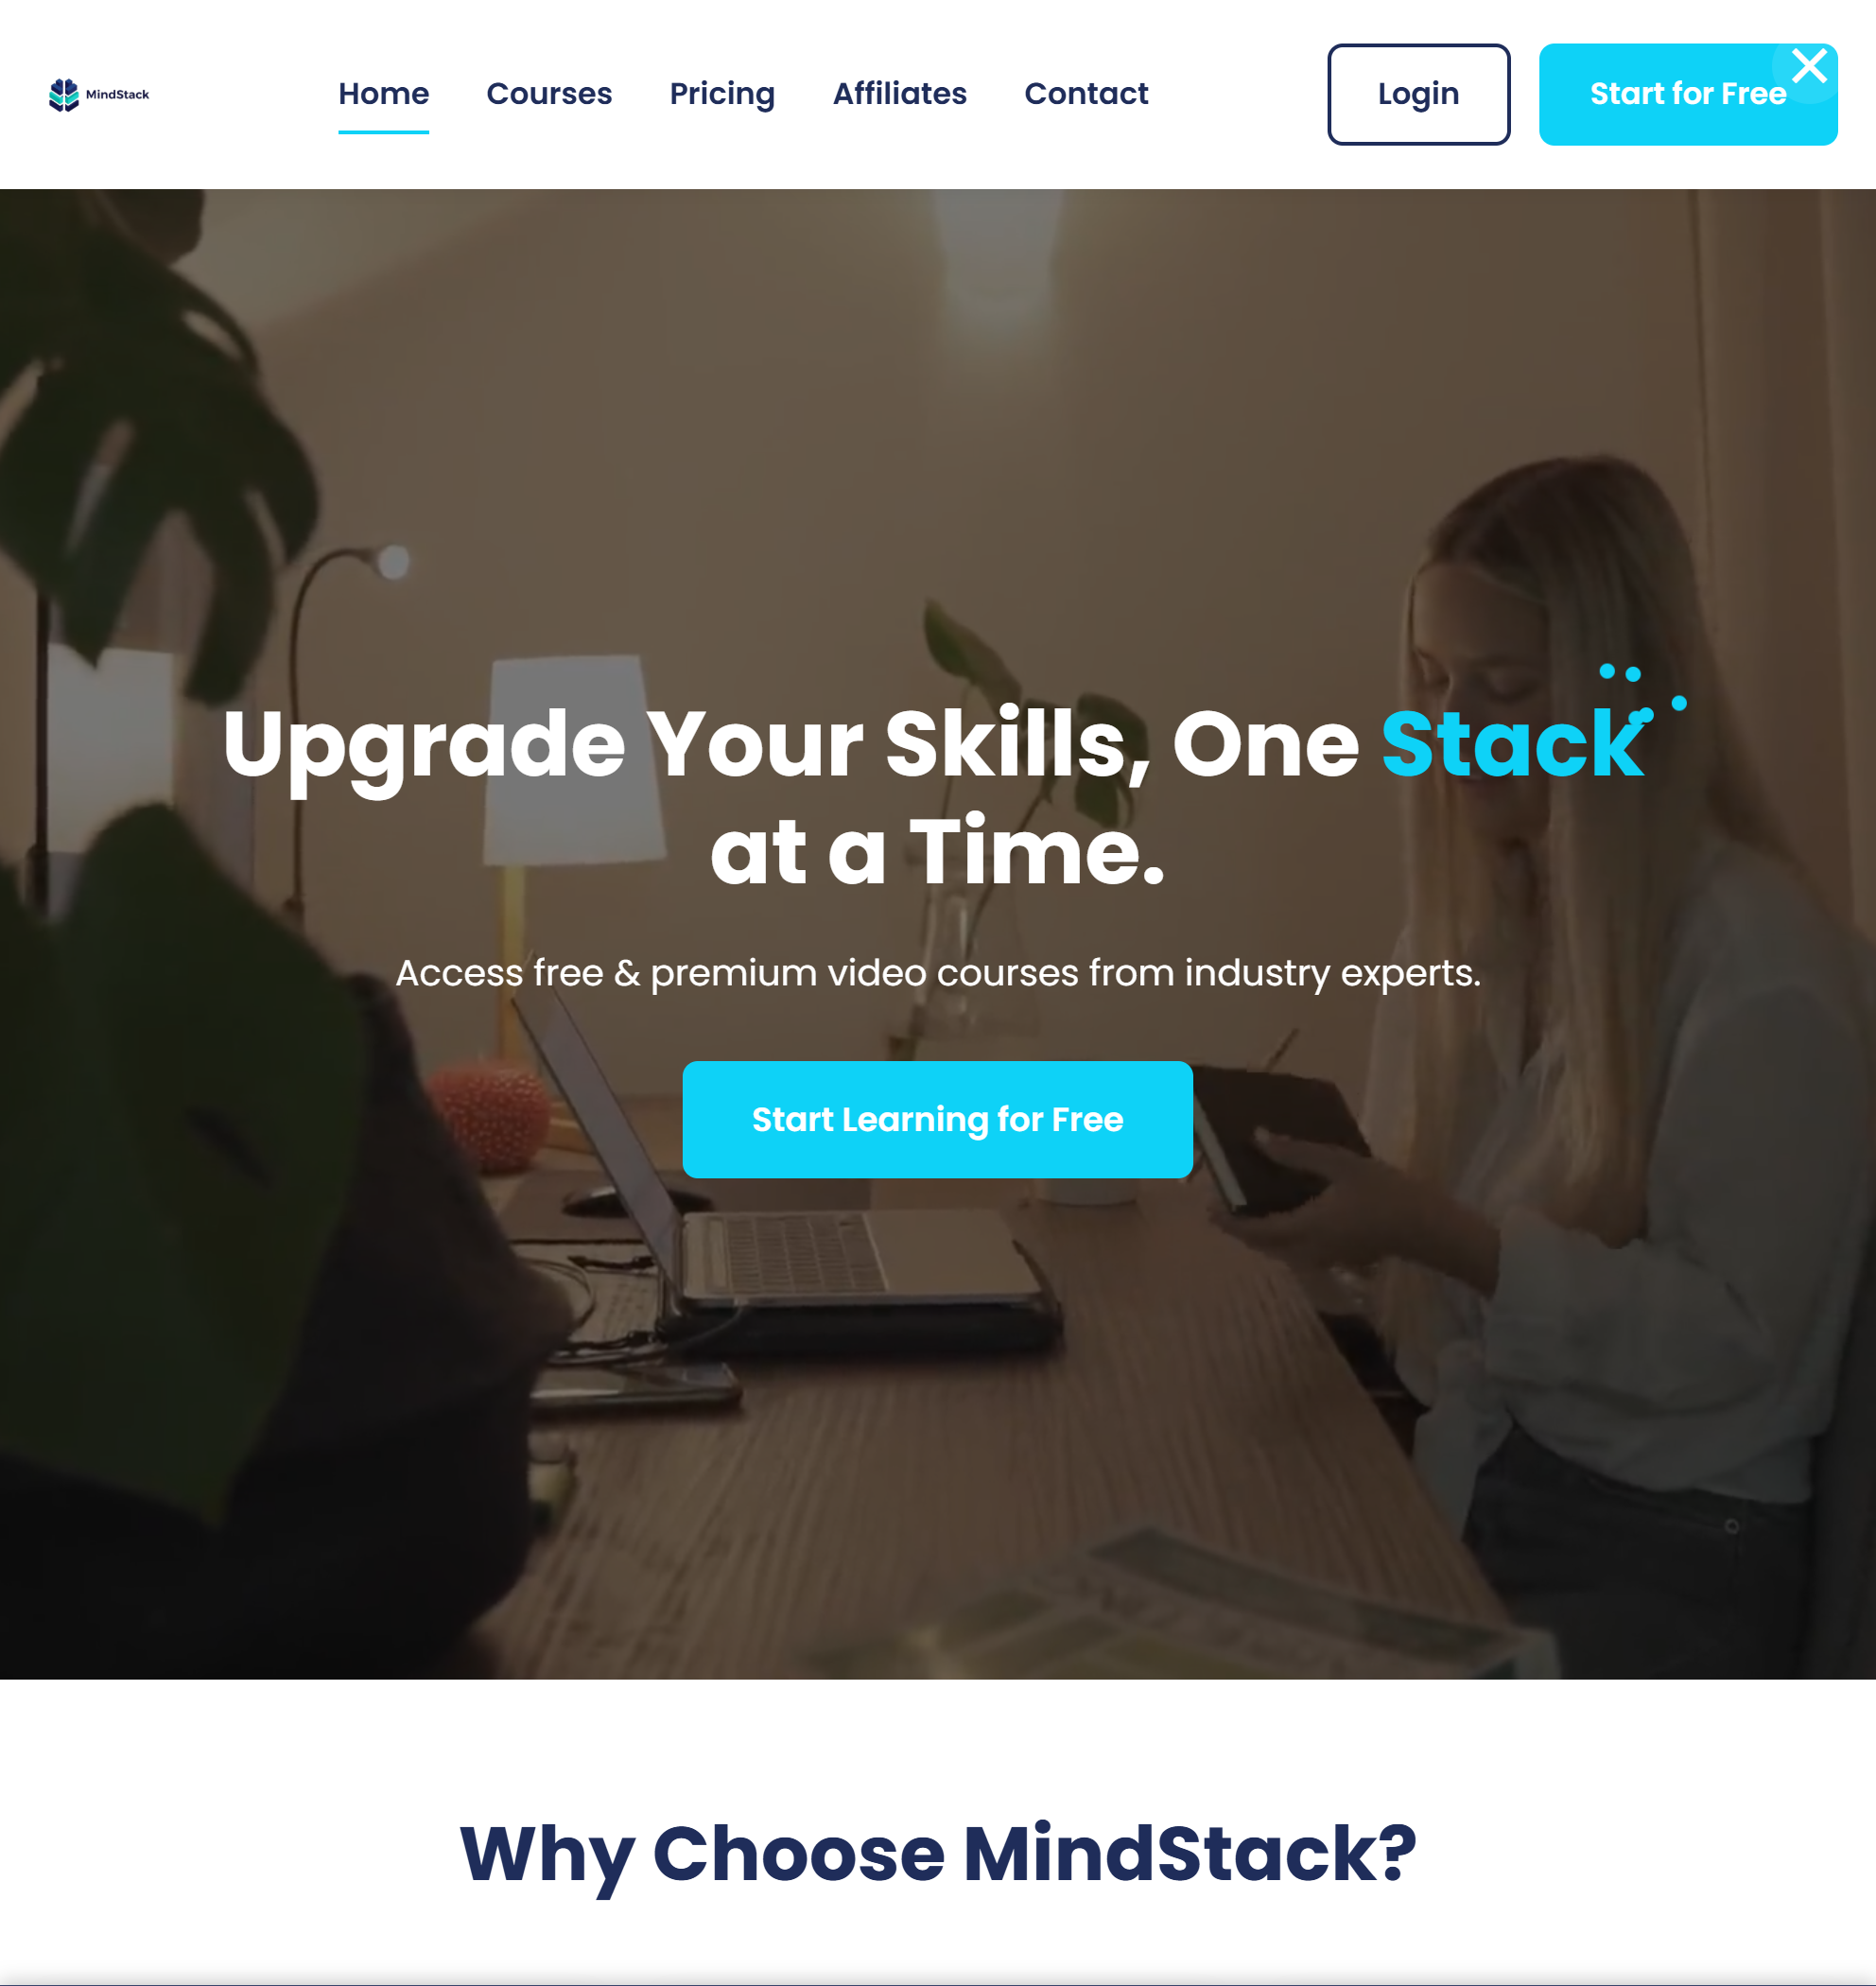 MindStack
Home Courses Pricing Affiliates Contact
Login
Start for Free
Upgrade Your Skills, One Stack
at a Time.
Access free & premium video courses from industry experts.
Start Learning for Free
Why Choose MindStack?